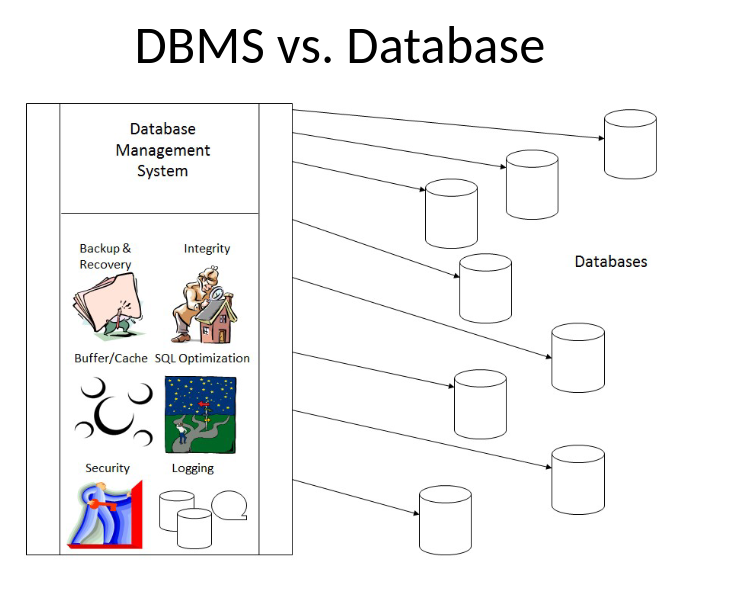 DBMS vs. Database
Database
Management
System
Backup &
Recovery
Integrity
Buffer/Cache
SQL Optimization
Security
Logging
Databases